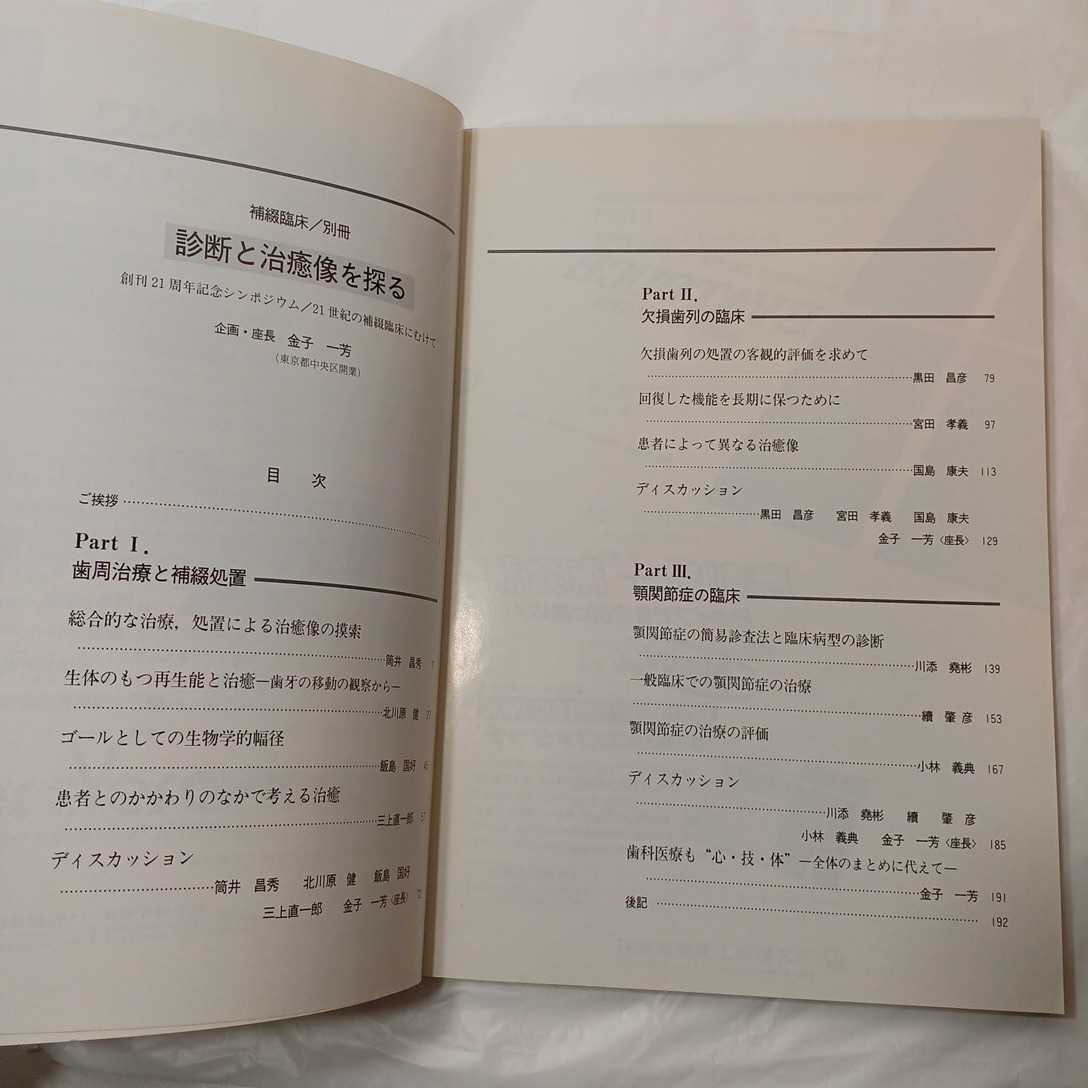 補綴臨床／別冊
診断と治癒像を探る
創刊21周年記念シンポジウム／21世紀の補綴臨床にむけて
企画・座長　金子　一芳
（東京都中央区開業）
目　次
ご挨拶
Part Ⅰ.
歯周治療と補綴処置
総合的な治療，処置による治癒像の摸索
筒井　昌秀
生体のもつ再生能と治癒―歯牙の移動の観察から―
北川原　健
ゴールとしての生物学的幅径
飯島　国好
患者とのかかわりのなかで考える治癒
三上直一郎
ディスカッション
筒井　昌秀　北川原　健　飯島　国好
三上直一郎　金子　一芳〈座長〉
Part Ⅱ.
欠損歯列の臨床
欠損歯列の処置の客観的評価を求めて
黒田　昌彦　79
回復した機能を長期に保つために
宮田　孝義　97
患者によって異なる治癒像
国島　康夫　113
ディスカッション
黒田　昌彦　宮田　孝義　国島　康夫
金子　一芳〈座長〉129
Part Ⅲ.
顎関節症の臨床
顎関節症の簡易診査法と臨床病型の診断
川添　堯彬　139
一般臨床での顎関節症の治療
續　肇彦　153
顎関節症の治療の評価
小林　義典　167
ディスカッション
川添　堯彬　續　肇彦
小林　義典　金子　一芳〈座長〉185
歯科医療も“心・技・体”―全体のまとめに代えて―
金子　一芳　191
後記　192